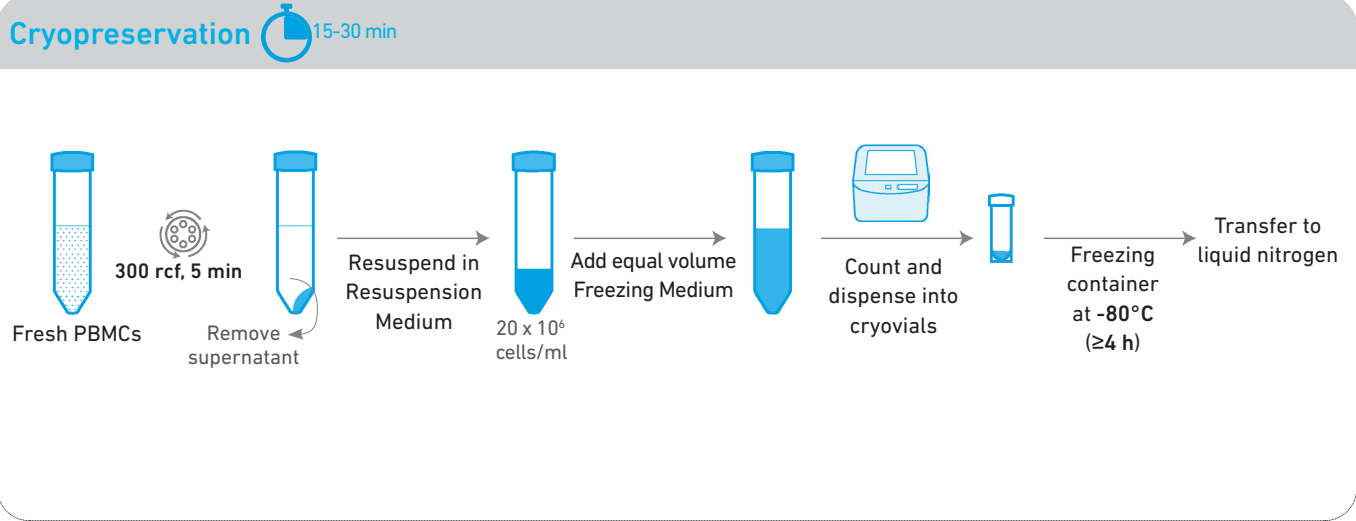 Cryopreservation 15-30 min
Fresh PBMCs
300 rcf, 5 min
Remove
supernatant
Resuspend in
Resuspension
Medium
20 x 10⁶
cells/ml
Add equal volume
Freezing Medium
Count and
dispense into
cryovials
Freezing
container
at -80°C
(≥4 h)
Transfer to
liquid nitrogen